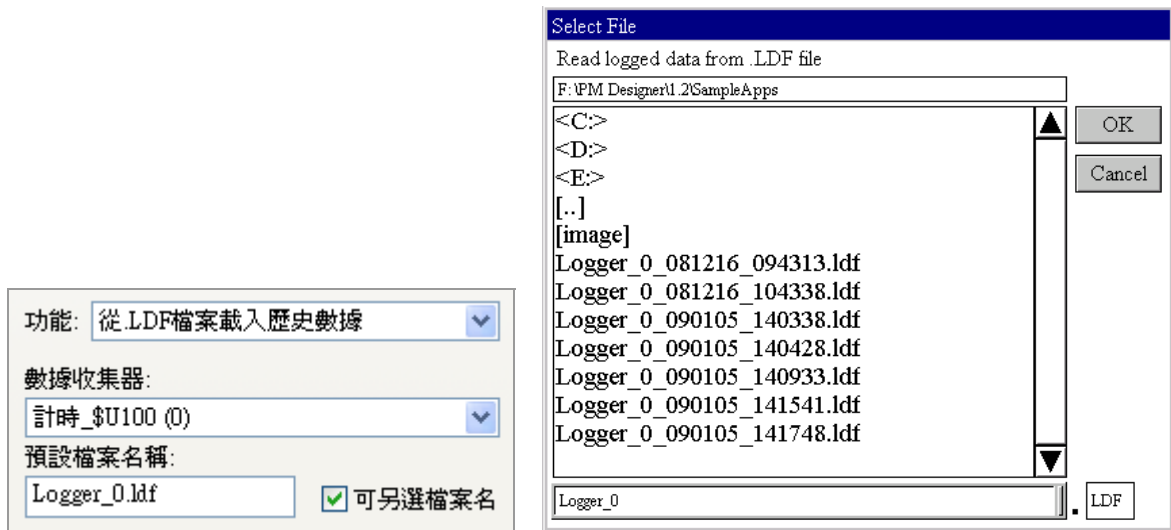 功能: 從.LDF檔案載入歷史數據
數據收集器:
計時_$U100 (0)
預設檔案名稱:
Logger_0.ldf
可另選檔案名
Select File
Read logged data from .LDF file
F:\PM Designer\1.2\SampleApps
<C:>
<D:>
<E:>
[..]
[image]
Logger_0_081216_094313.ldf
Logger_0_081216_104338.ldf
Logger_0_090105_140338.ldf
Logger_0_090105_140428.ldf
Logger_0_090105_140933.ldf
Logger_0_090105_141541.ldf
Logger_0_090105_141748.ldf
OK
Cancel
Logger_0 . LDF